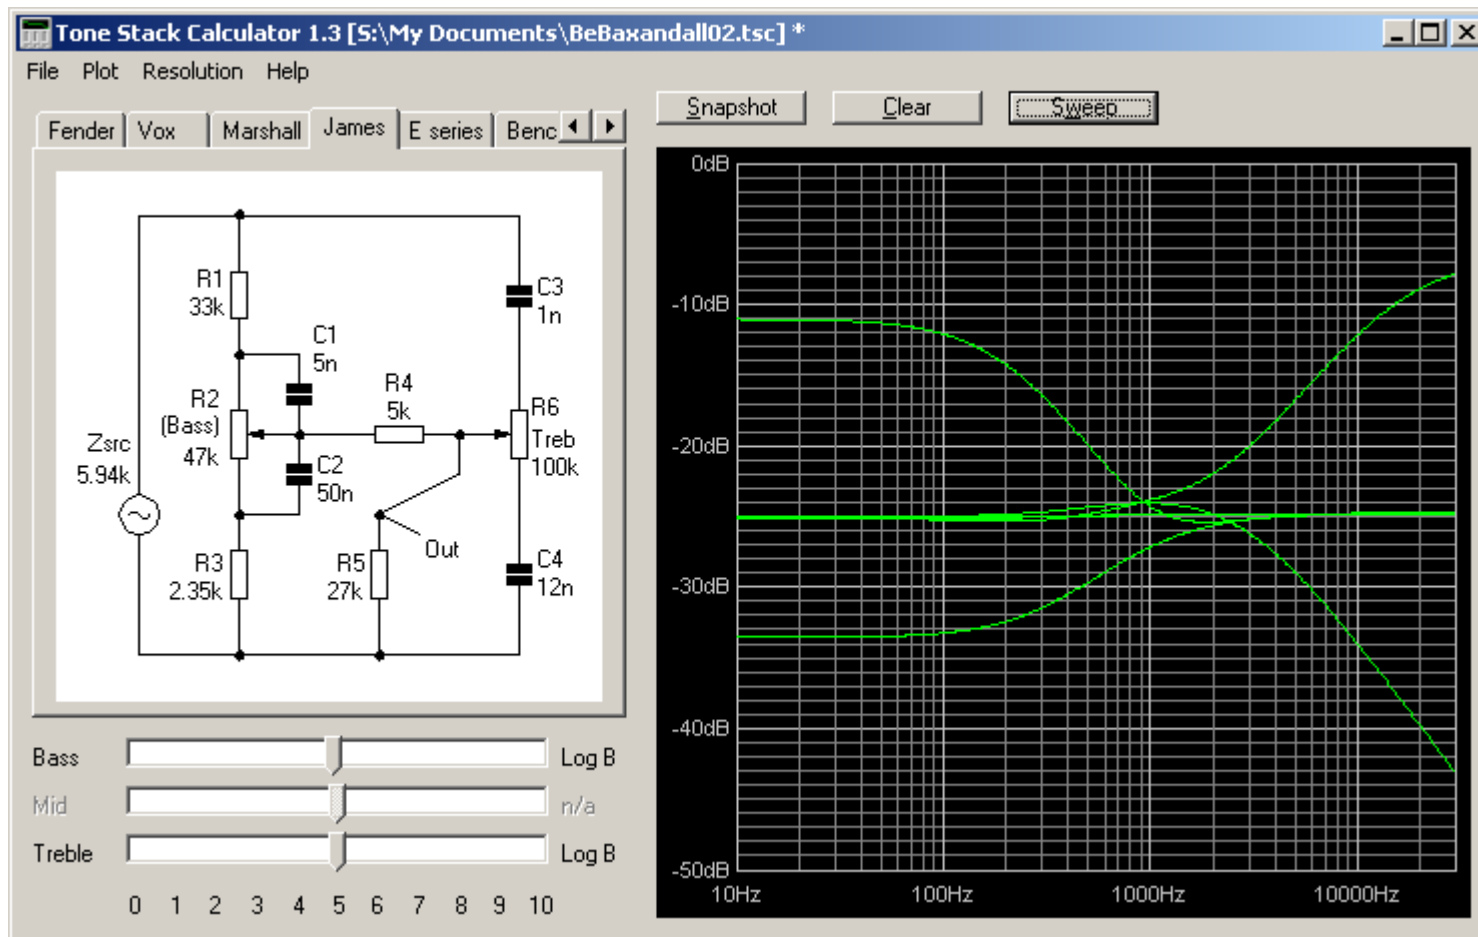 Tone Stack Calculator 1.3 [S:\My Documents\BeBaxandall02.tsc] *
File Plot Resolution Help
Fender Vox Marshall James E series Benc
Snapshot Clear Sweep
R1
33k
C1
5n
R2
(Bass)
47k
R4
5k
C3
1n
R6
Treb
100k
Zsrc
5.94k
C2
50n
Out
R3
2.35k
R5
27k
C4
12n
Bass Log B
Mid n/a
Treble Log B
0 1 2 3 4 5 6 7 8 9 10
0dB
-10dB
-20dB
-30dB
-40dB
-50dB
10Hz 100Hz 1000Hz 10000Hz